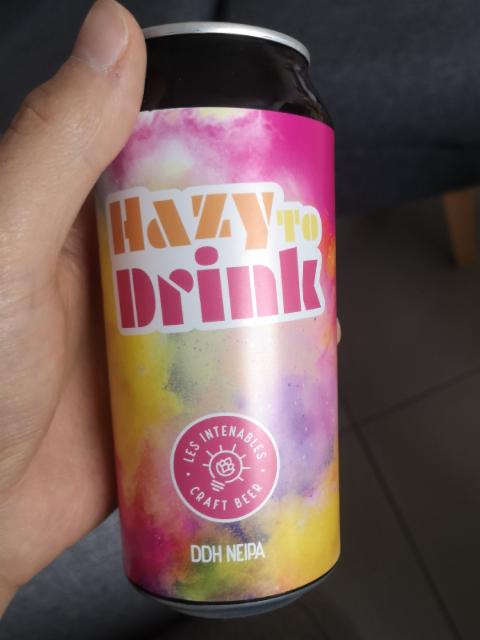 HAZY TO
Drink
LES INTENABLES
CRAFT BEER
DDH NEIPA